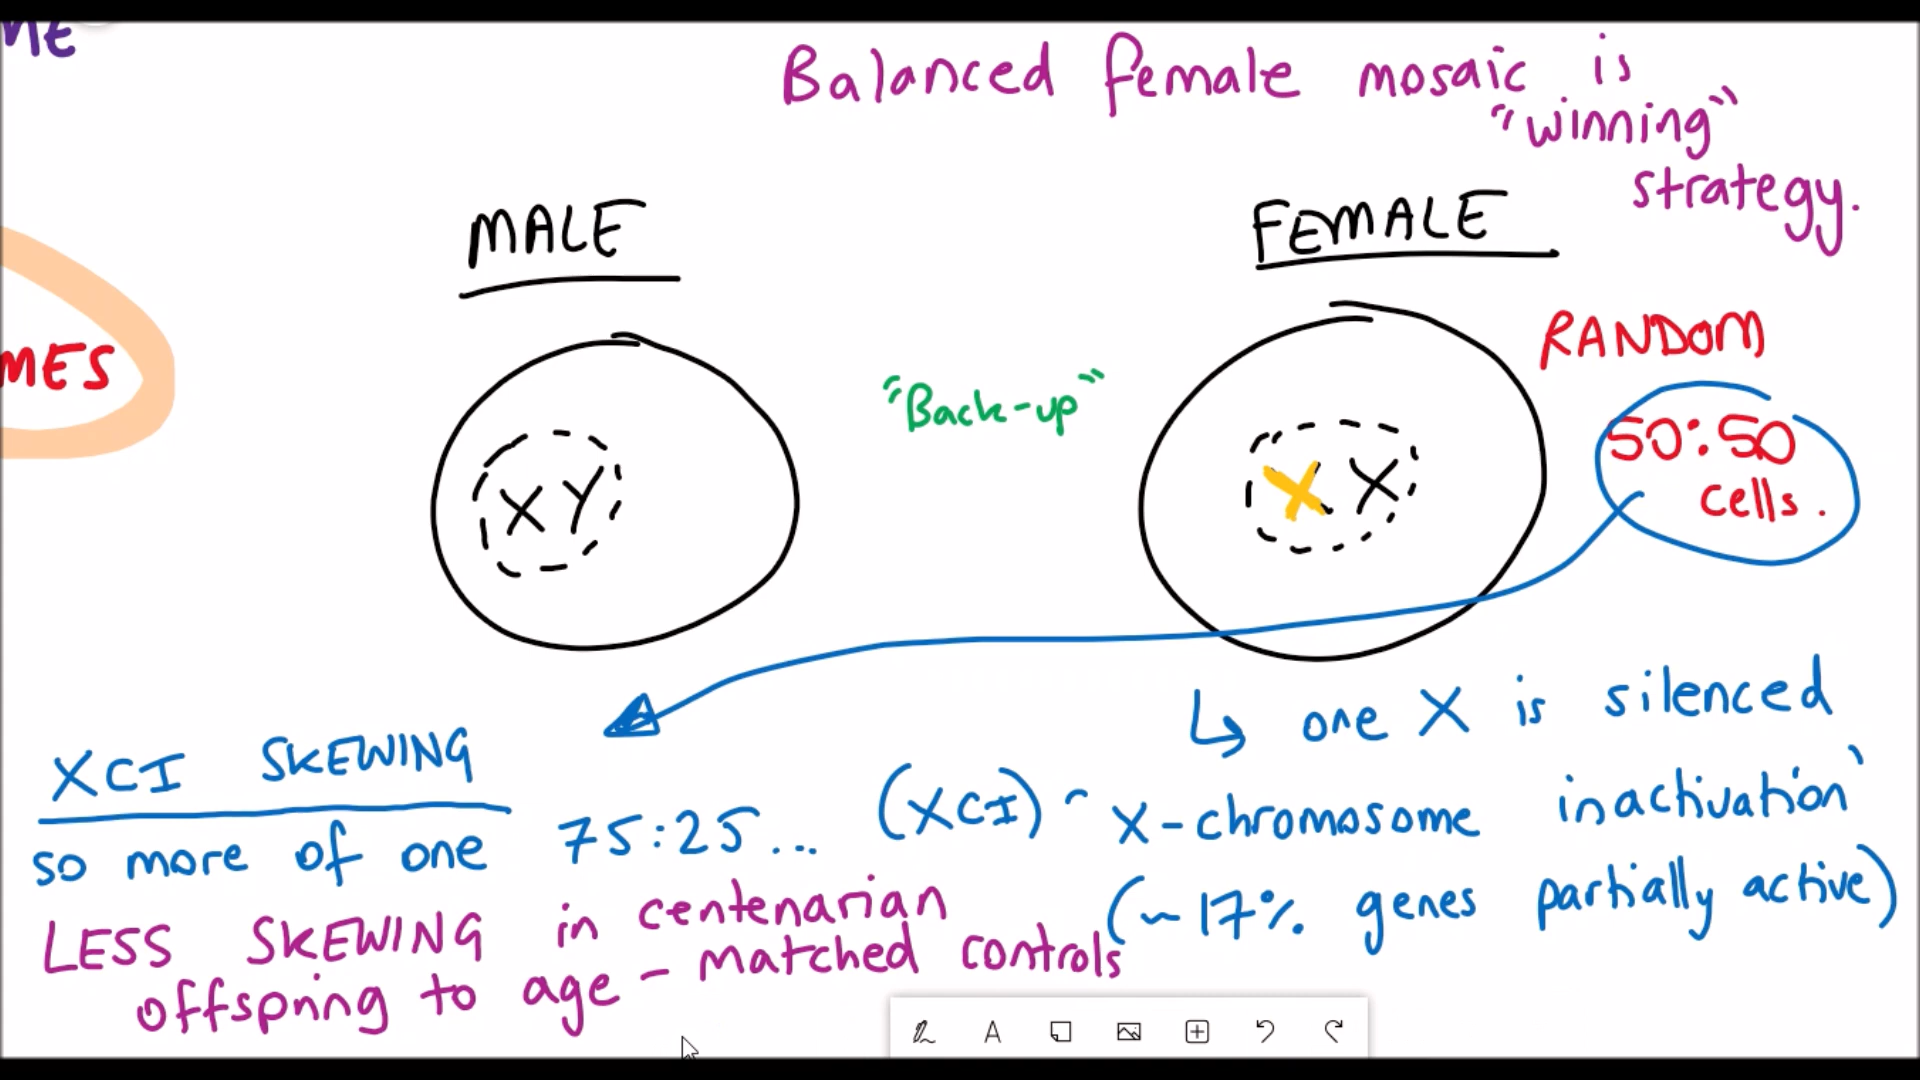 ME
Balanced female mosaic is
"winning"
strategy.
MALE
FEMALE
RANDOM
MES
"Back-up"
50:50
cells.
XY
X X
one X is silenced
XCI SKEWING
(XCI) - X-chromosome inactivation'
so more of one 75:25...
(~17% genes partially active)
LESS SKEWING in centenarian
offspring to age-matched controls
A